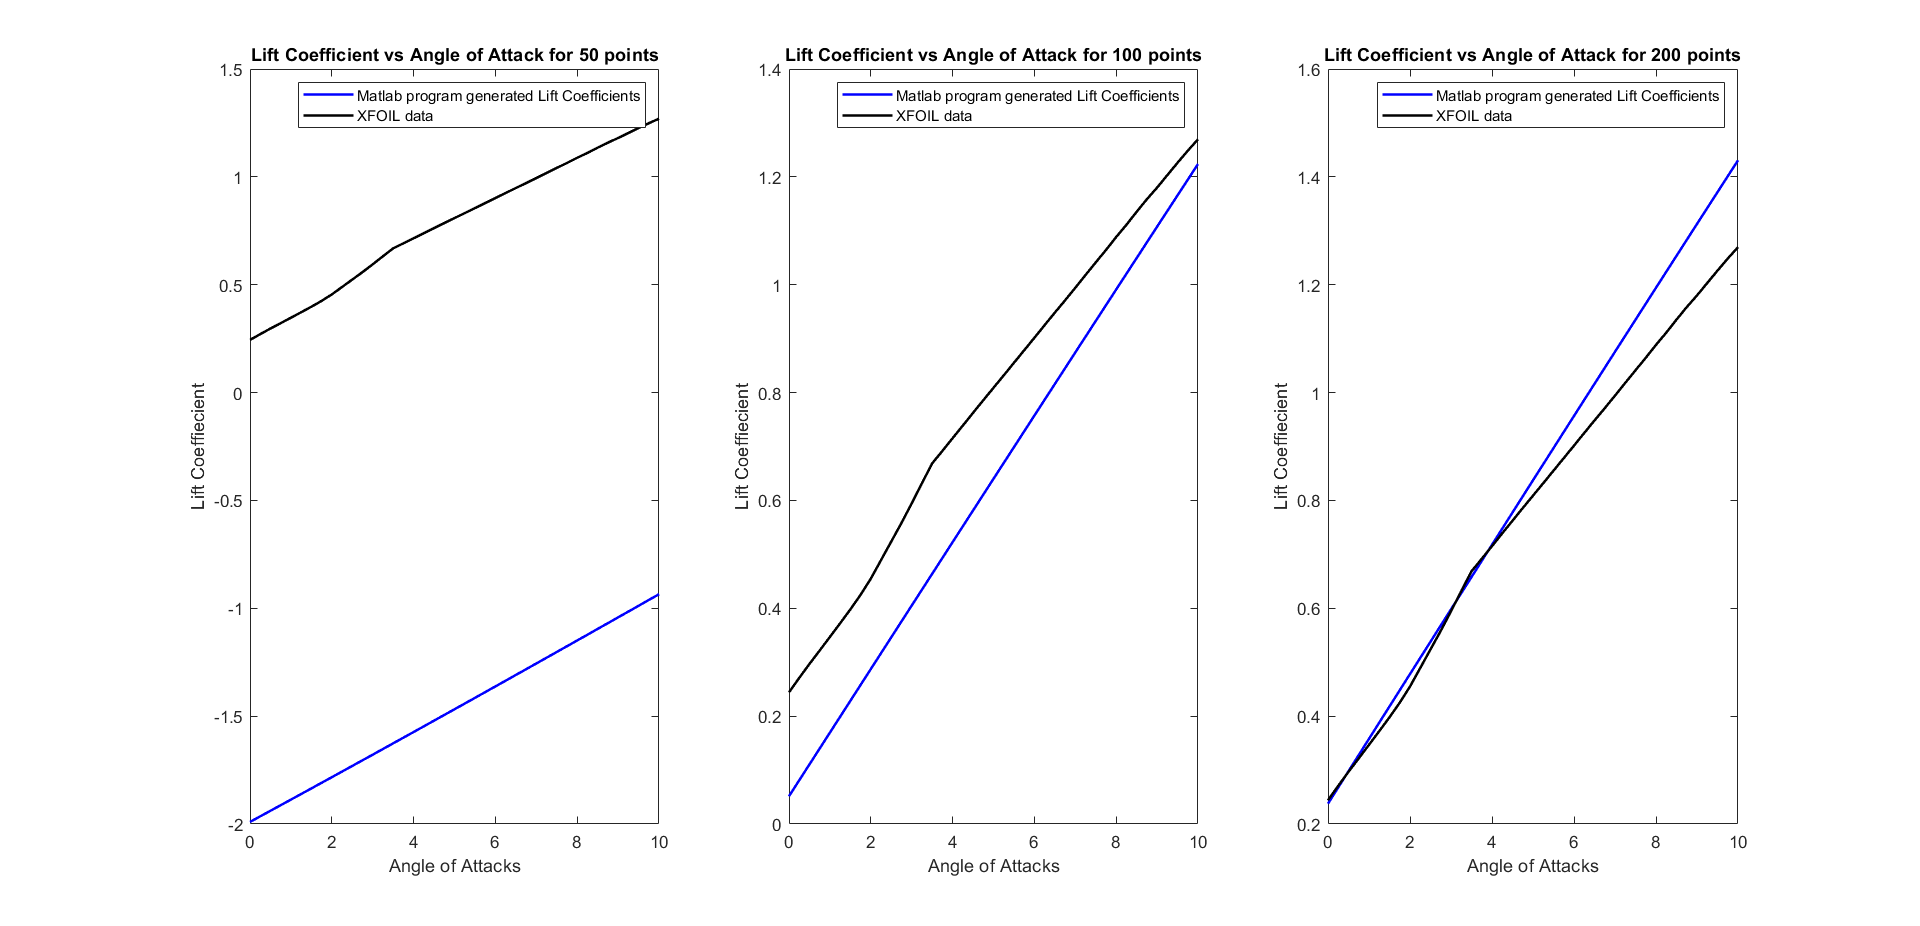 Lift Coefficient vs Angle of Attack for 50 points
Matlab program generated Lift Coefficients
XFOIL data
1.5
1
0.5
0
-0.5
-1
-1.5
-2
0 2 4 6 8 10
Lift Coeffiecient
Angle of Attacks
Lift Coefficient vs Angle of Attack for 100 points
Matlab program generated Lift Coefficients
XFOIL data
1.4
1.2
1
0.8
0.6
0.4
0.2
0
0 2 4 6 8 10
Lift Coeffiecient
Angle of Attacks
Lift Coefficient vs Angle of Attack for 200 points
Matlab program generated Lift Coefficients
XFOIL data
1.6
1.4
1.2
1
0.8
0.6
0.4
0.2
0 2 4 6 8 10
Lift Coeffiecient
Angle of Attacks